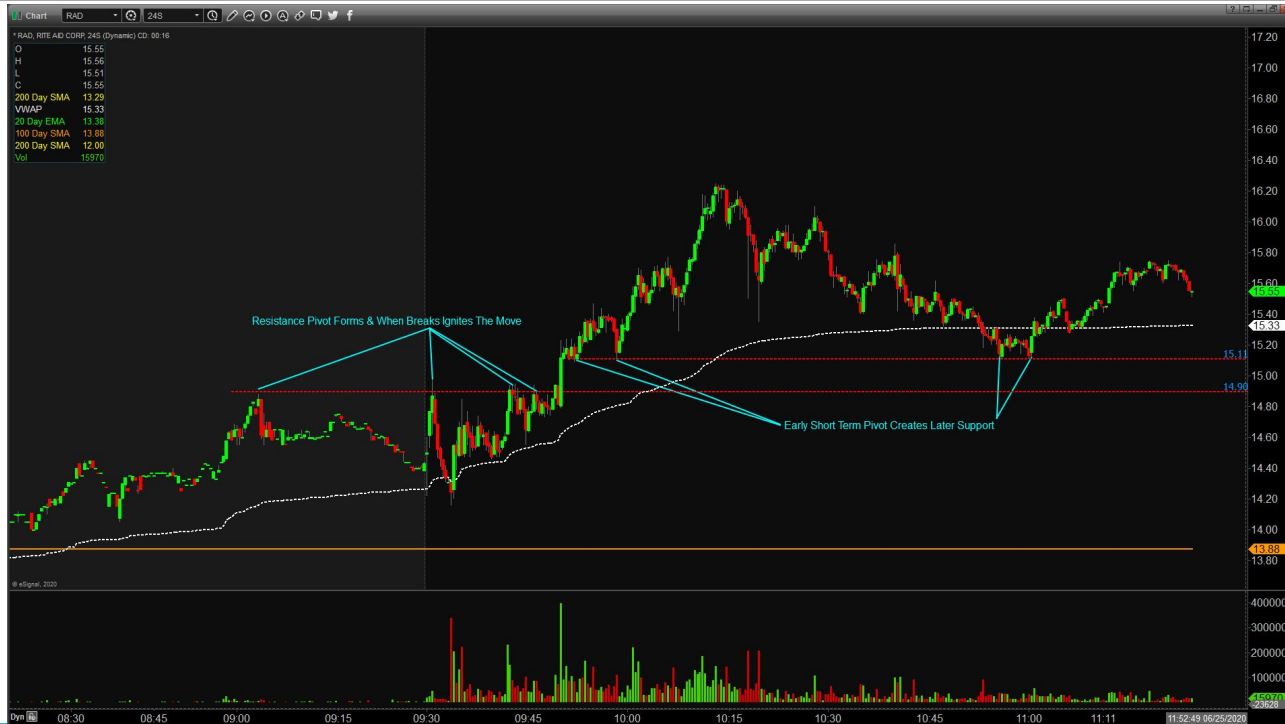 Chart RAD 24S
* RAD, RITE AID CORP, 24S (Dynamic) CD: 00:16
O 15.55
H 15.56
L 15.51
C 15.55
200 Day SMA 13.29
VWAP 15.33
20 Day EMA 13.38
100 Day SMA 13.88
200 Day SMA 12.00
Vol 15970
17.20
17.00
16.80
16.60
16.40
16.20
16.00
15.80
15.60
15.55
15.40
15.33
15.20
15.11
15.00
14.90
14.80
14.60
14.40
14.20
14.00
13.88
13.80
Resistance Pivot Forms & When Breaks Ignites The Move
Early Short Term Pivot Creates Later Support
© eSignal, 2020
400000
300000
200000
100000
15970
23628
Dyn 08:30 08:45 09:00 09:15 09:30 09:45 10:00 10:15 10:30 10:45 11:00 11:11 11:52:49 06/25/2020